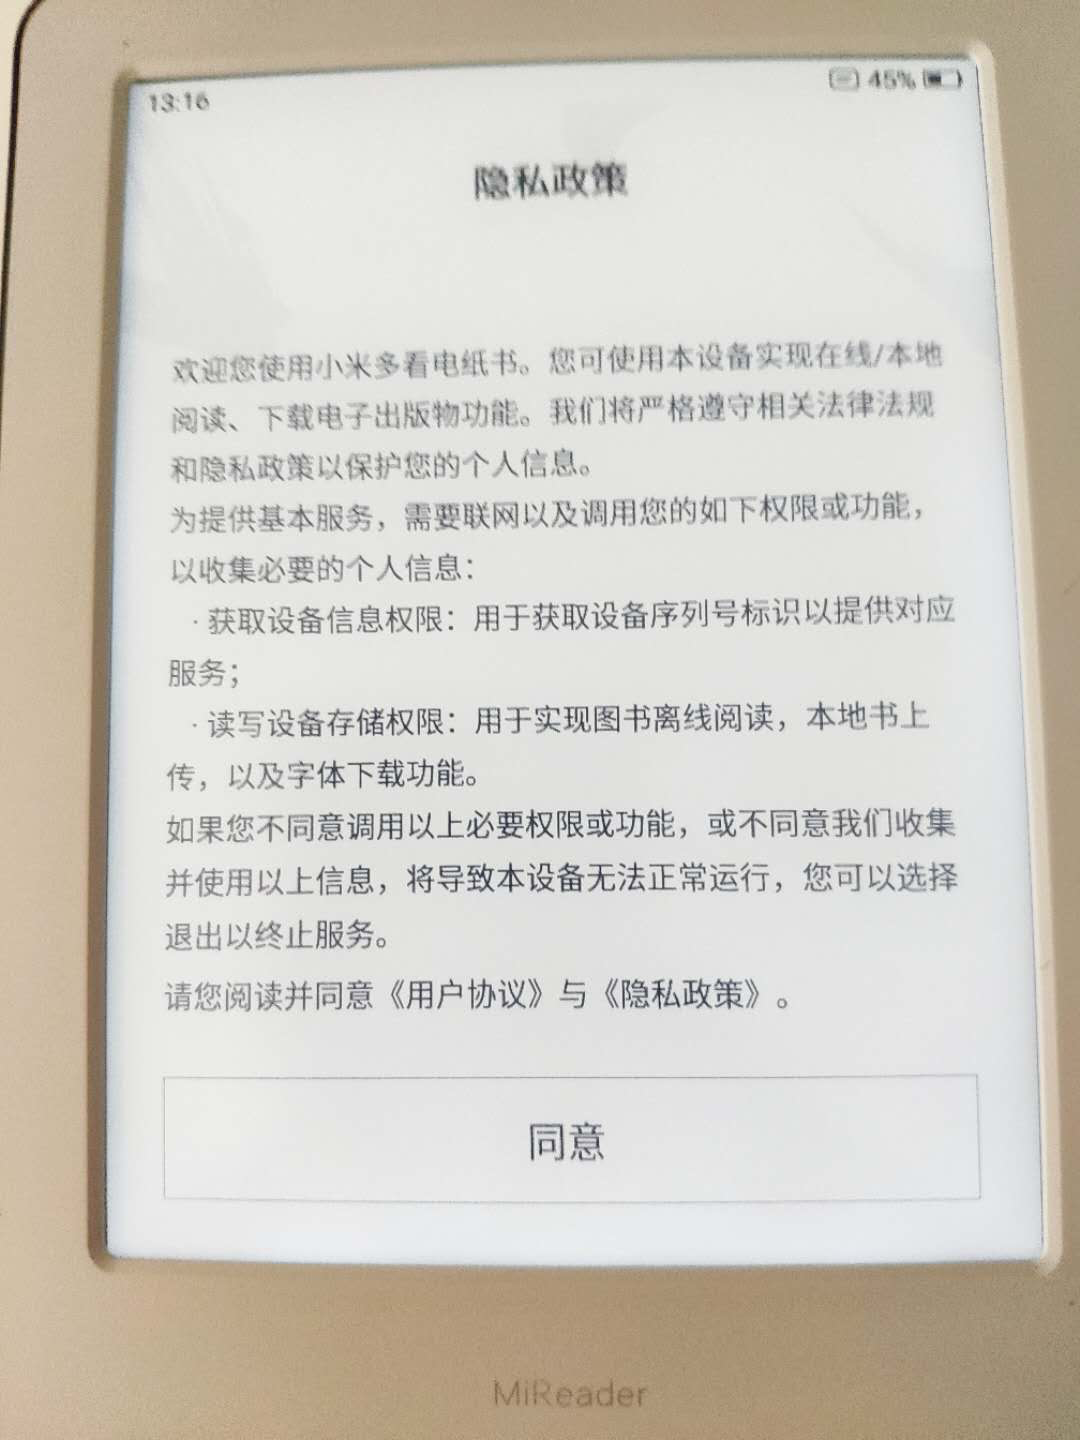 13:16
45%
隐私政策
欢迎您使用小米多看电纸书。您可使用本设备实现在线/本地
阅读、下载电子出版物功能。我们将严格遵守相关法律法规
和隐私政策以保护您的个人信息。
为提供基本服务，需要联网以及调用您的如下权限或功能，
以收集必要的个人信息：
·获取设备信息权限：用于获取设备序列号标识以提供对应
服务；
·读写设备存储权限：用于实现图书离线阅读，本地书上
传，以及字体下载功能。
如果您不同意调用以上必要权限或功能，或不同意我们收集
并使用以上信息，将导致本设备无法正常运行，您可以选择
退出以终止服务。
请您阅读并同意《用户协议》与《隐私政策》。
同意
MiReader